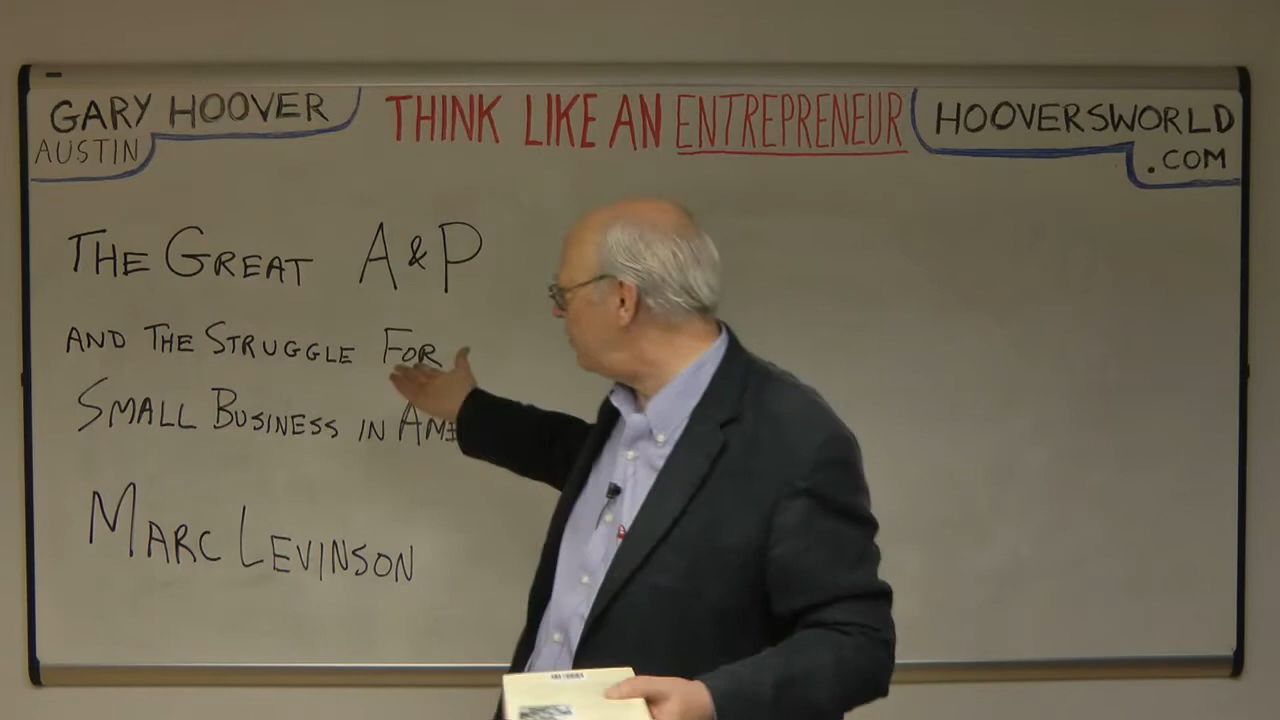 GARY HOOVER
AUSTIN
THINK LIKE AN ENTREPRENEUR
HOOVERSWORLD
.COM
THE GREAT A & P
AND THE STRUGGLE FOR
SMALL BUSINESS IN
MARC LEVINSON